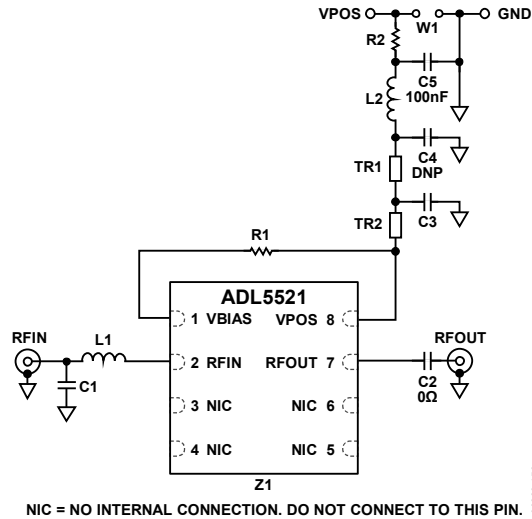 VPOS
W1
GND
R2
C5
100nF
L2
C4
DNP
TR1
C3
TR2
R1
ADL5521
1 VBIAS
VPOS 8
RFIN
L1
2 RFIN
RFOUT 7
RFOUT
C1
C2
0Ω
3 NIC
NIC 6
4 NIC
NIC 5
Z1
NIC = NO INTERNAL CONNECTION. DO NOT CONNECT TO THIS PIN.